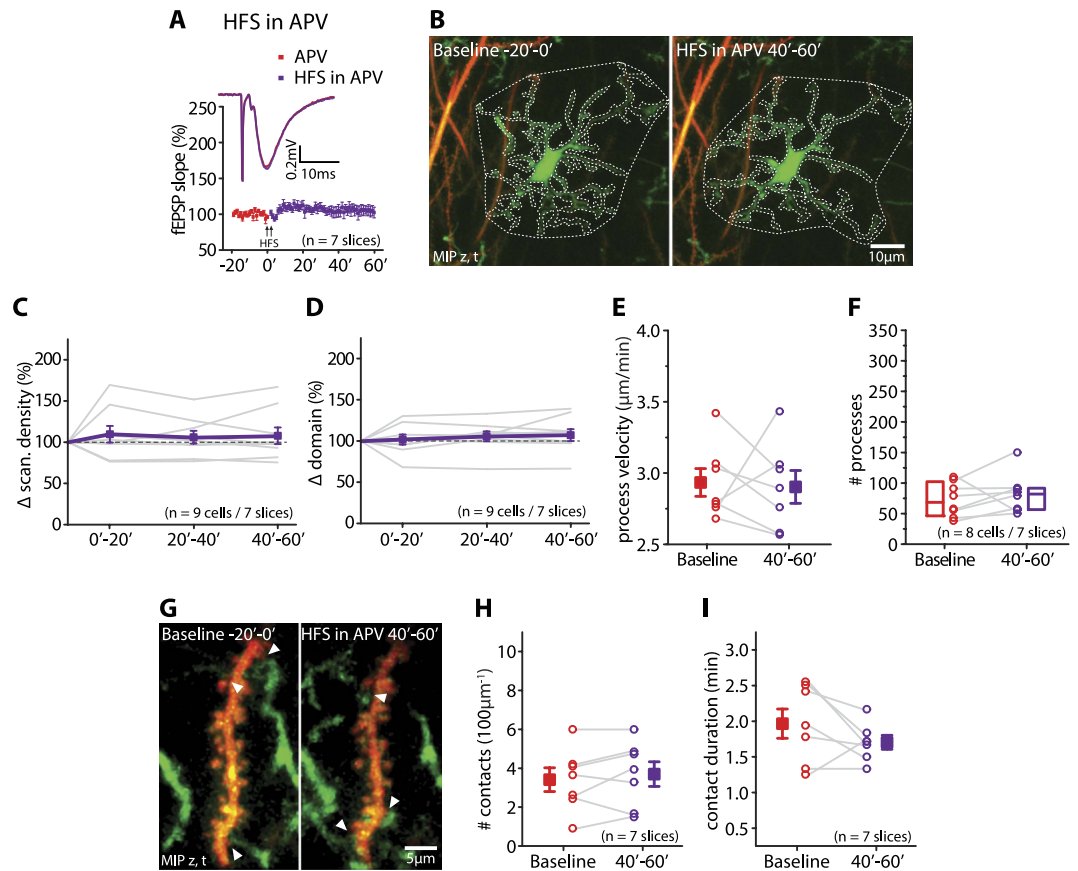 A HFS in APV
APV
HFS in APV
250
200
150
100
50
fEPSP slope (%)
0.2mV
10ms
HFS
(n = 7 slices)
-20' 0' 20' 40' 60'
B
Baseline -20'-0'
HFS in APV 40'-60'
MIP z, t
10µm
C
Δ scan. density (%)
200
150
100
50
0
(n = 9 cells / 7 slices)
0'-20' 20'-40' 40'-60'
D
Δ domain (%)
200
150
100
50
0
(n = 9 cells / 7 slices)
0'-20' 20'-40' 40'-60'
E
process velocity (µm/min)
4.0
3.5
3.0
2.5
Baseline 40'-60'
F
# processes
350
300
250
200
150
100
50
0
(n = 8 cells / 7 slices)
Baseline 40'-60'
G
Baseline -20'-0'
HFS in APV 40'-60'
MIP z, t
5µm
H
# contacts (100µm⁻¹)
10
8
6
4
2
0
(n = 7 slices)
Baseline 40'-60'
I
contact duration (min)
3.0
2.5
2.0
1.5
1.0
0.5
(n = 7 slices)
Baseline 40'-60'